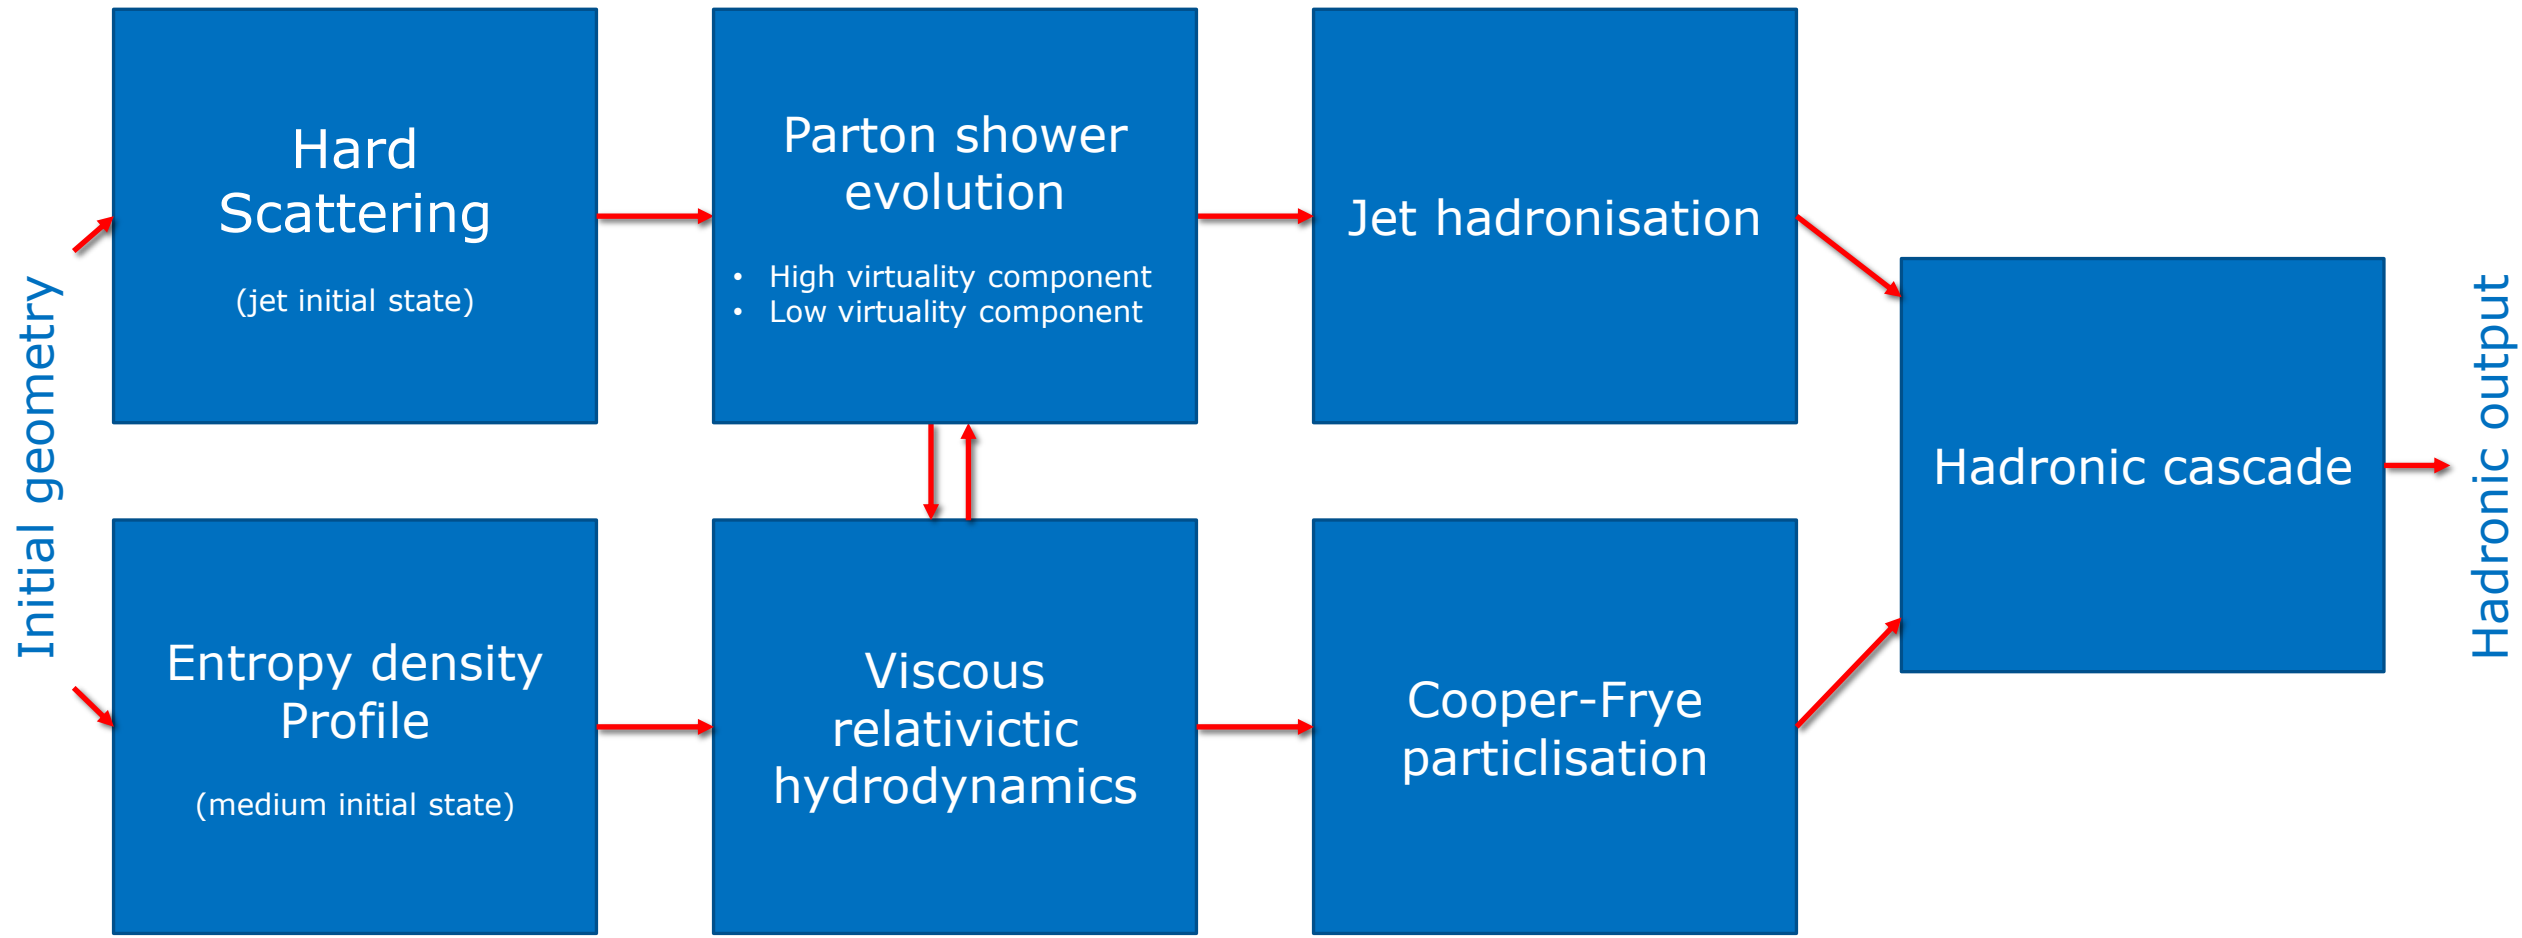 Initial geometry
Hard
Scattering
(jet initial state)
Parton shower
evolution
• High virtuality component
• Low virtuality component
Jet hadronisation
Entropy density
Profile
(medium initial state)
Viscous
relativictic
hydrodynamics
Cooper-Frye
particlisation
Hadronic cascade
Hadronic output